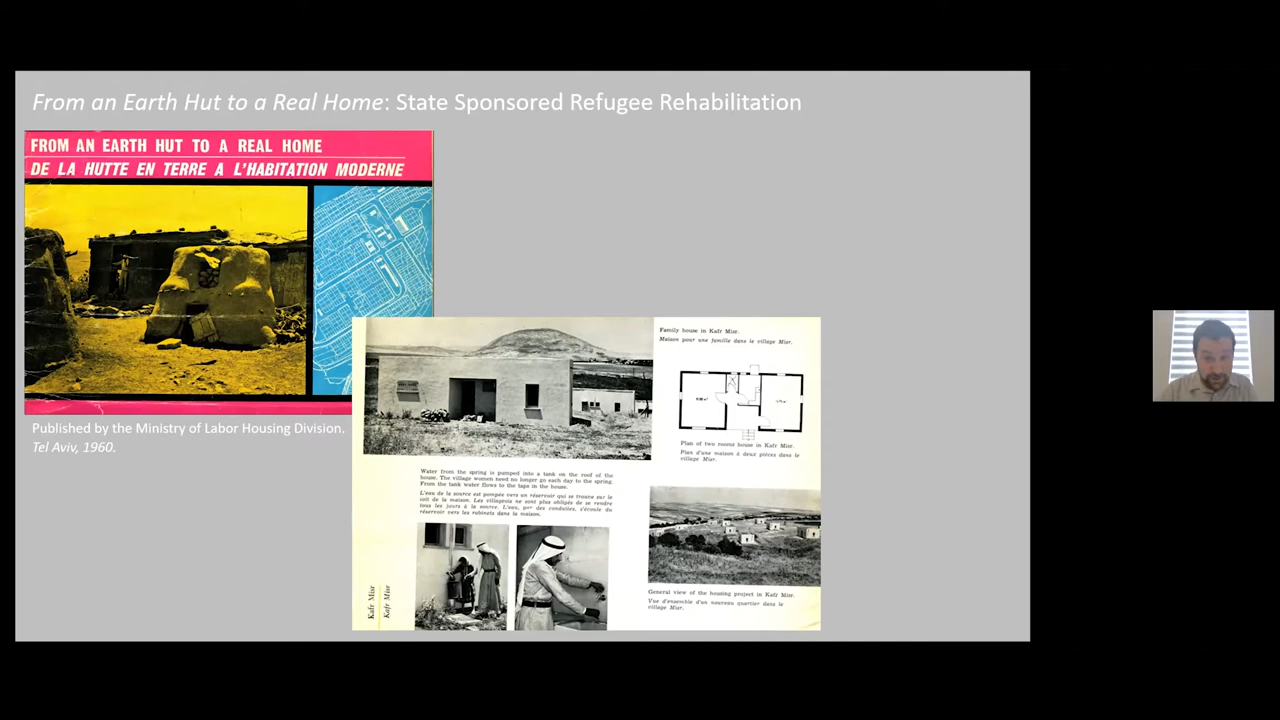 From an Earth Hut to a Real Home: State Sponsored Refugee Rehabilitation
FROM AN EARTH HUT TO A REAL HOME
DE LA HUTTE EN TERRE A L'HABITATION MODERNE
Published by the Ministry of Labor Housing Division.
Tel Aviv, 1960.
Family house in Kafr Misr.
Maison pour une famille dans le village Misr.
Plan of two rooms house in Kafr Misr.
Plan d'une maison à deux pièces dans le
village Misr.
Water from the spring is pumped into a tank on the roof of the
house. The village women need no longer go each day to the spring.
From the tank water flows to the taps in the house.
L'eau de la source est pompée vers un réservoir qui se trouve sur le
toit de la maison. Les villageois ne sont plus obligés de se rendre
tous les jours à la source. L'eau, par des conduites, s'écoule du
réservoir vers les robinets dans la maison.
General view of the housing project in Kafr Misr.
Vue d'ensemble d'un nouveau quartier dans le
village Misr.
Kafr Misr
Kafr Misr